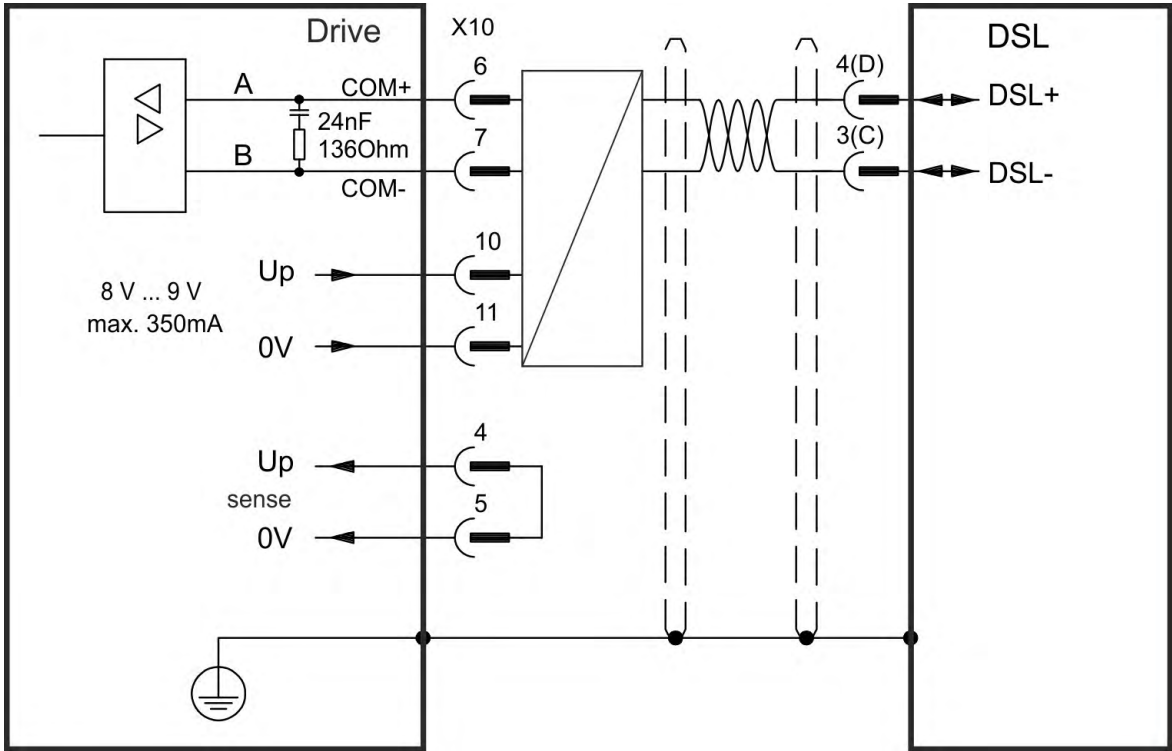 Drive
X10
DSL
6
4(D)
A
COM+
DSL+
24nF
136Ohm
7
3(C)
B
COM-
DSL-
10
Up
8 V ... 9 V
max. 350mA
11
0V
4
Up
sense
5
0V